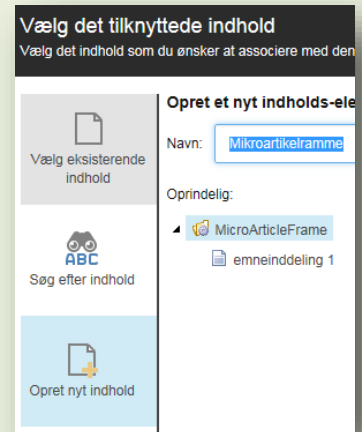 Vælg det tilknyttede indhold
Vælg det indhold som du ønsker at associere med den
Vælg eksisterende
indhold
ABC
Søg efter indhold
Opret nyt indhold
Opret et nyt indholds-ele
Navn: Mikroartikelramme
Oprindelig:
MicroArticleFrame
emneinddeling 1